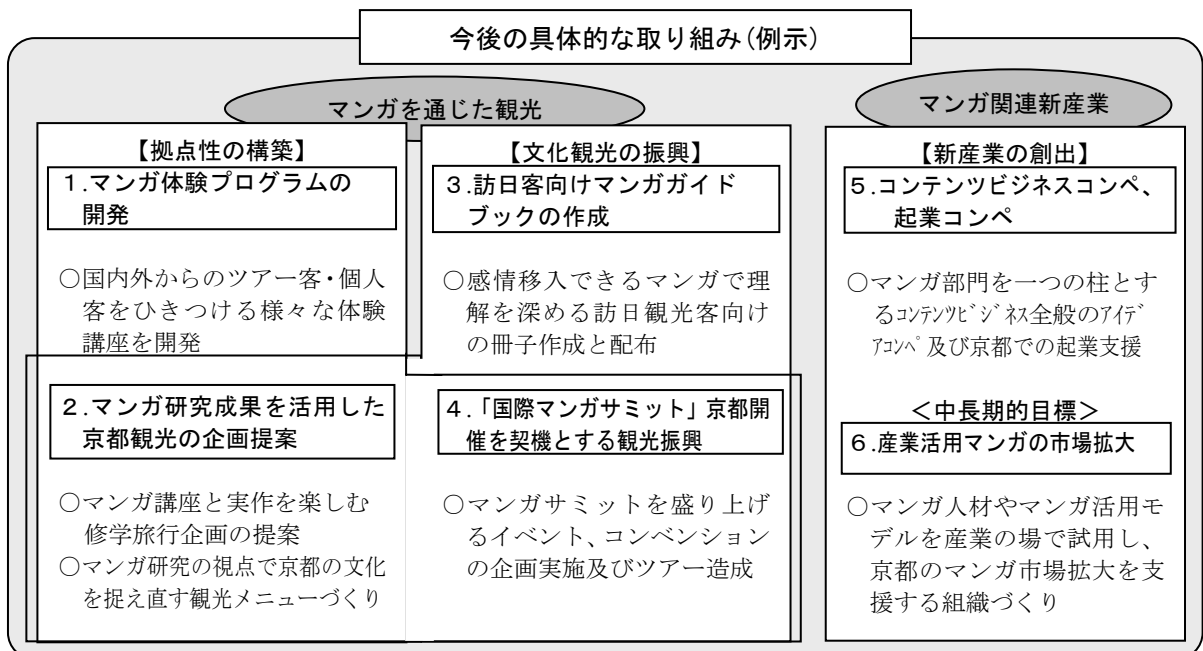 今後の具体的な取り組み(例示)
マンガを通じた観光
【拠点性の構築】
1.マンガ体験プログラムの
開発
○国内外からのツアー客・個人
客をひきつける様々な体験
講座を開発
2.マンガ研究成果を活用した
京都観光の企画提案
○マンガ講座と実作を楽しむ
修学旅行企画の提案
○マンガ研究の視点で京都の文化
を捉え直す観光メニューづくり
【文化観光の振興】
3.訪日客向けマンガガイド
ブックの作成
○感情移入できるマンガで理
解を深める訪日観光客向け
の冊子作成と配布
4.「国際マンガサミット」京都開
催を契機とする観光振興
○マンガサミットを盛り上げ
るイベント、コンベンション
の企画実施及びツアー造成
マンガ関連新産業
【新産業の創出】
5.コンテンツビジネスコンペ、
起業コンペ
○マンガ部門を一つの柱とす
るコンテンツビジネス全般のアイデ
アコンペ及び京都での起業支援
<中長期的目標>
6.産業活用マンガの市場拡大
○マンガ人材やマンガ活用モ
デルを産業の場で試用し、
京都のマンガ市場拡大を支
援する組織づくり